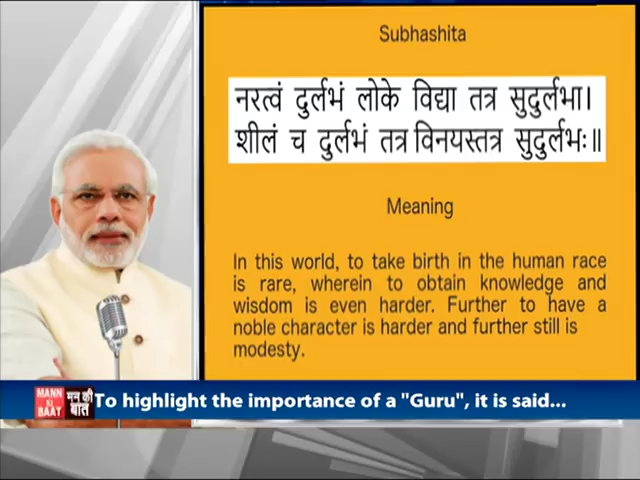 Subhashita
नरत्वं दुर्लभं लोके विद्या तत्र सुदुर्लभा।
शीलं च दुर्लभं तत्र विनयस्तत्र सुदुर्लभः॥
Meaning
In this world, to take birth in the human race
is rare, wherein to obtain knowledge and
wisdom is even harder. Further to have a
noble character is harder and further still is
modesty.
MANN KI BAAT
मन की बात
To highlight the importance of a "Guru", it is said...